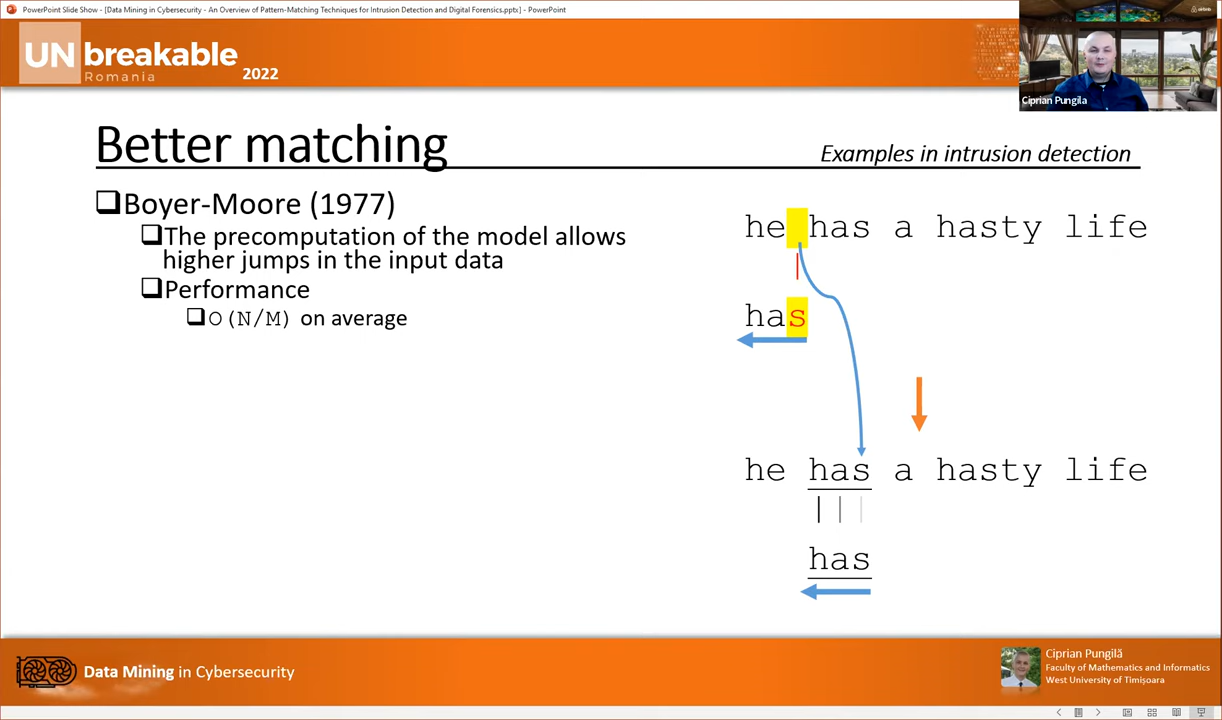 PowerPoint Slide Show - [Data Mining in Cybersecurity - An Overview of Pattern-Matching Techniques for Intrusion Detection and Digital Forensics.pptx] - PowerPoint
UNbreakable
Romania 2022
Ciprian Pungila
Better matching
Examples in intrusion detection
Boyer-Moore (1977)
The precomputation of the model allows
higher jumps in the input data
Performance
O(N/M) on average
he has a hasty life
has
he has a hasty life
has
Data Mining in Cybersecurity
Ciprian Pungilă
Faculty of Mathematics and Informatics
West University of Timișoara